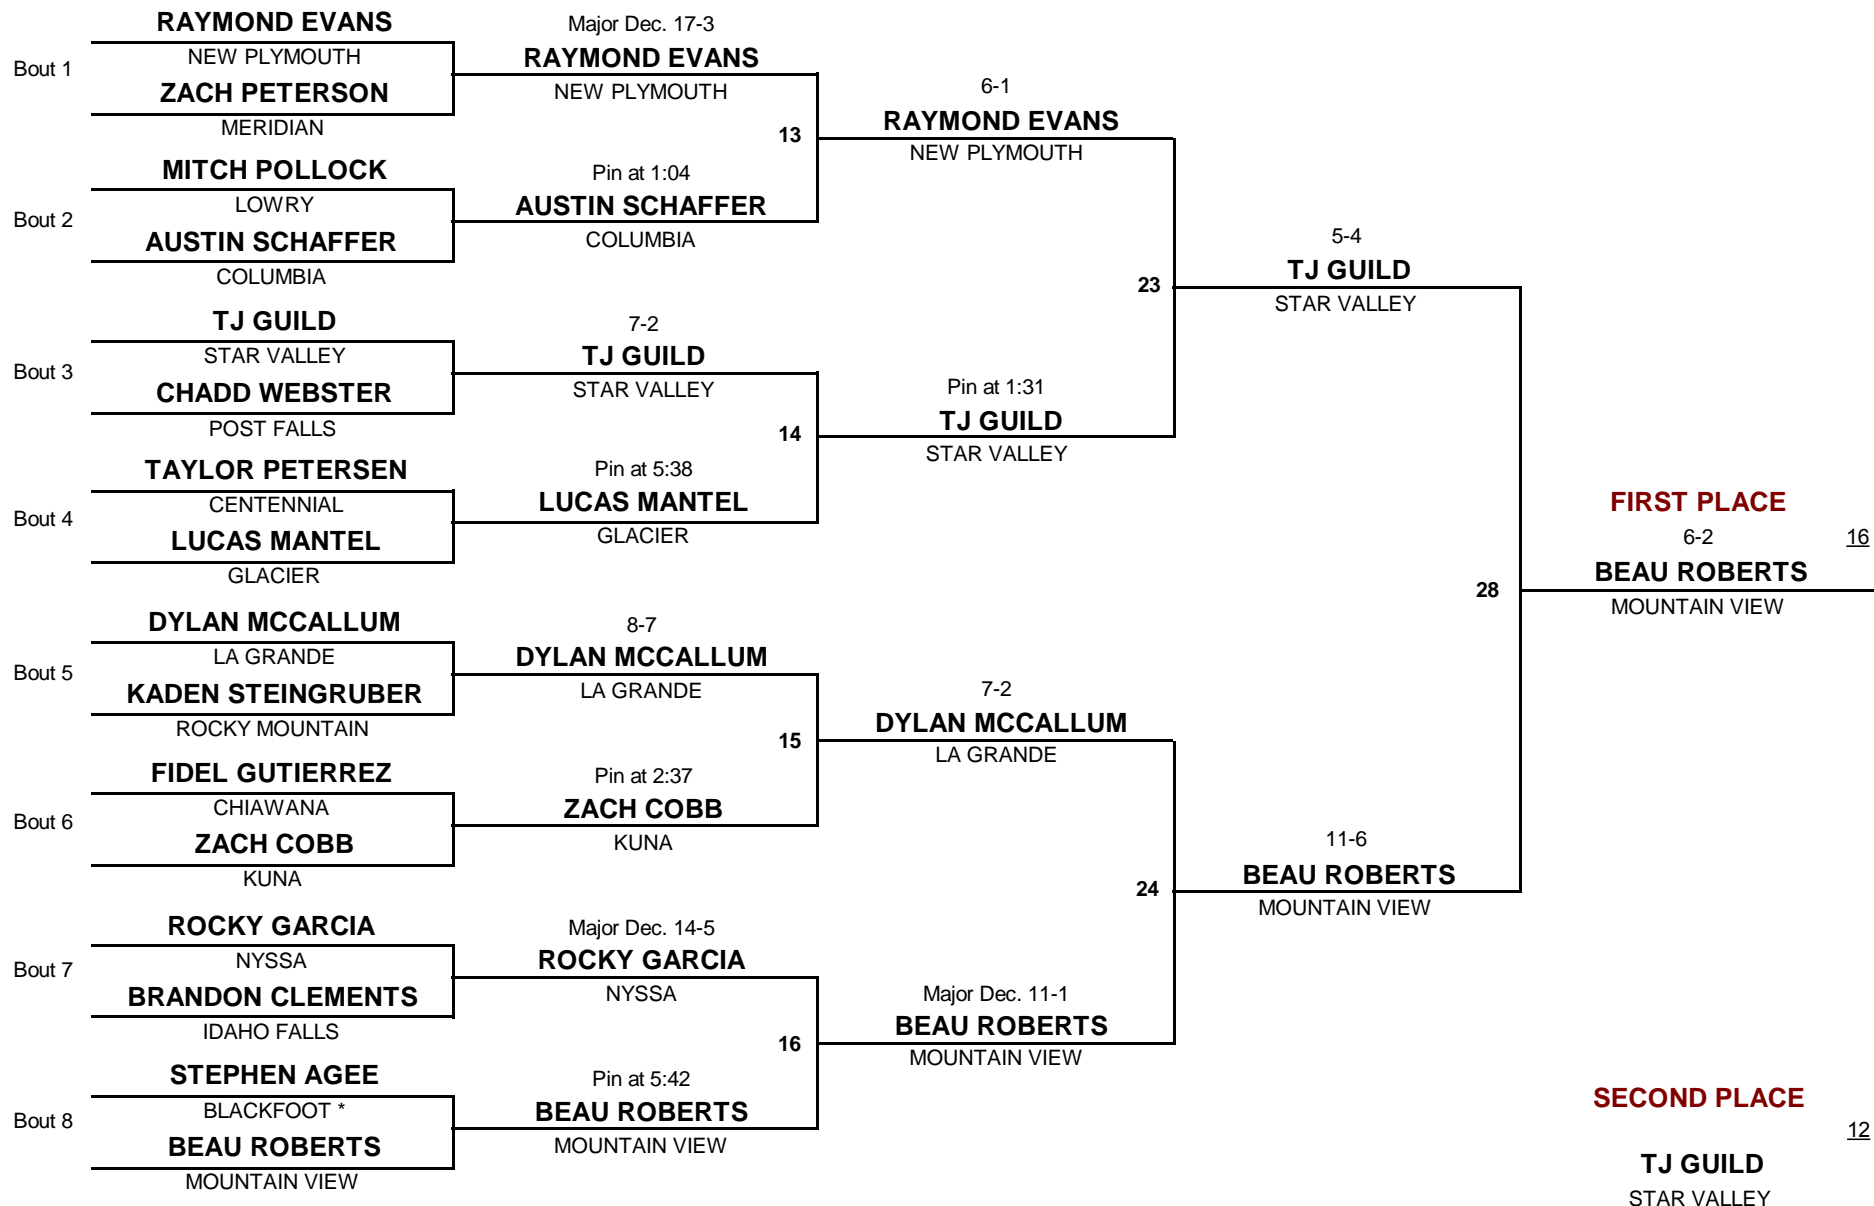 RAYMOND EVANS
Bout 1
NEW PLYMOUTH
ZACH PETERSON
MERIDIAN
MITCH POLLOCK
Bout 2
LOWRY
AUSTIN SCHAFFER
COLUMBIA
TJ GUILD
Bout 3
STAR VALLEY
CHADD WEBSTER
POST FALLS
TAYLOR PETERSEN
Bout 4
CENTENNIAL
LUCAS MANTEL
GLACIER
DYLAN MCCALLUM
Bout 5
LA GRANDE
KADEN STEINGRUBER
ROCKY MOUNTAIN
FIDEL GUTIERREZ
Bout 6
CHIAWANA
ZACH COBB
KUNA
ROCKY GARCIA
Bout 7
NYSSA
BRANDON CLEMENTS
IDAHO FALLS
STEPHEN AGEE
Bout 8
BLACKFOOT *
BEAU ROBERTS
MOUNTAIN VIEW
Major Dec. 17-3
RAYMOND EVANS
NEW PLYMOUTH
13
Pin at 1:04
AUSTIN SCHAFFER
COLUMBIA
7-2
TJ GUILD
STAR VALLEY
14
Pin at 5:38
LUCAS MANTEL
GLACIER
8-7
DYLAN MCCALLUM
LA GRANDE
15
Pin at 2:37
ZACH COBB
KUNA
Major Dec. 14-5
ROCKY GARCIA
NYSSA
16
Pin at 5:42
BEAU ROBERTS
MOUNTAIN VIEW
6-1
RAYMOND EVANS
NEW PLYMOUTH
23
Pin at 1:31
TJ GUILD
STAR VALLEY
7-2
DYLAN MCCALLUM
LA GRANDE
24
Major Dec. 11-1
BEAU ROBERTS
MOUNTAIN VIEW
5-4
TJ GUILD
STAR VALLEY
28
11-6
BEAU ROBERTS
MOUNTAIN VIEW
FIRST PLACE
6-2
16
BEAU ROBERTS
MOUNTAIN VIEW
SECOND PLACE
12
TJ GUILD
STAR VALLEY